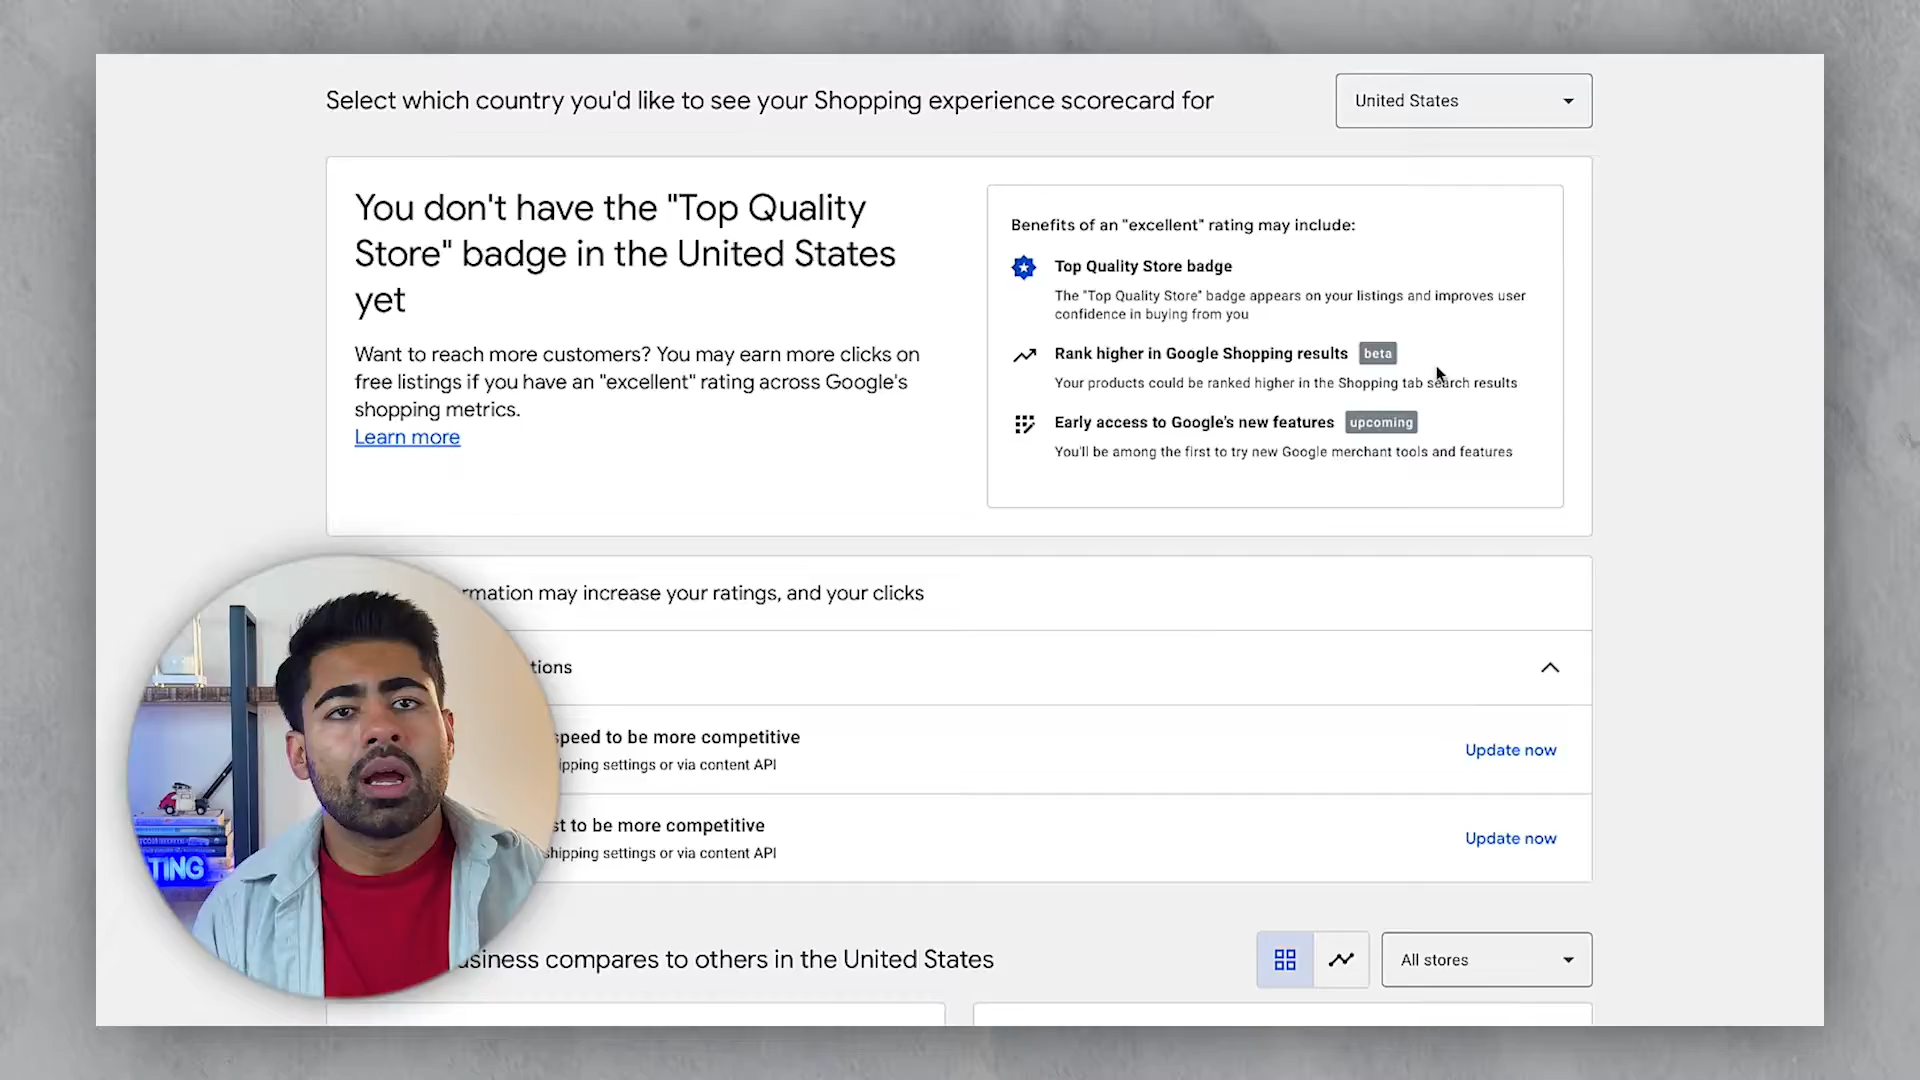 Select which country you'd like to see your Shopping experience scorecard for
United States
You don't have the "Top Quality
Store" badge in the United States
yet
Want to reach more customers? You may earn more clicks on
free listings if you have an "excellent" rating across Google's
shopping metrics.
Learn more
Benefits of an "excellent" rating may include:
Top Quality Store badge
The "Top Quality Store" badge appears on your listings and improves user
confidence in buying from you
Rank higher in Google Shopping results beta
Your products could be ranked higher in the Shopping tab search results
Early access to Google's new features upcoming
You'll be among the first to try new Google merchant tools and features
rmation may increase your ratings, and your clicks
tions
speed to be more competitive
ipping settings or via content API
Update now
st to be more competitive
shipping settings or via content API
Update now
TING
usiness compares to others in the United States
All stores